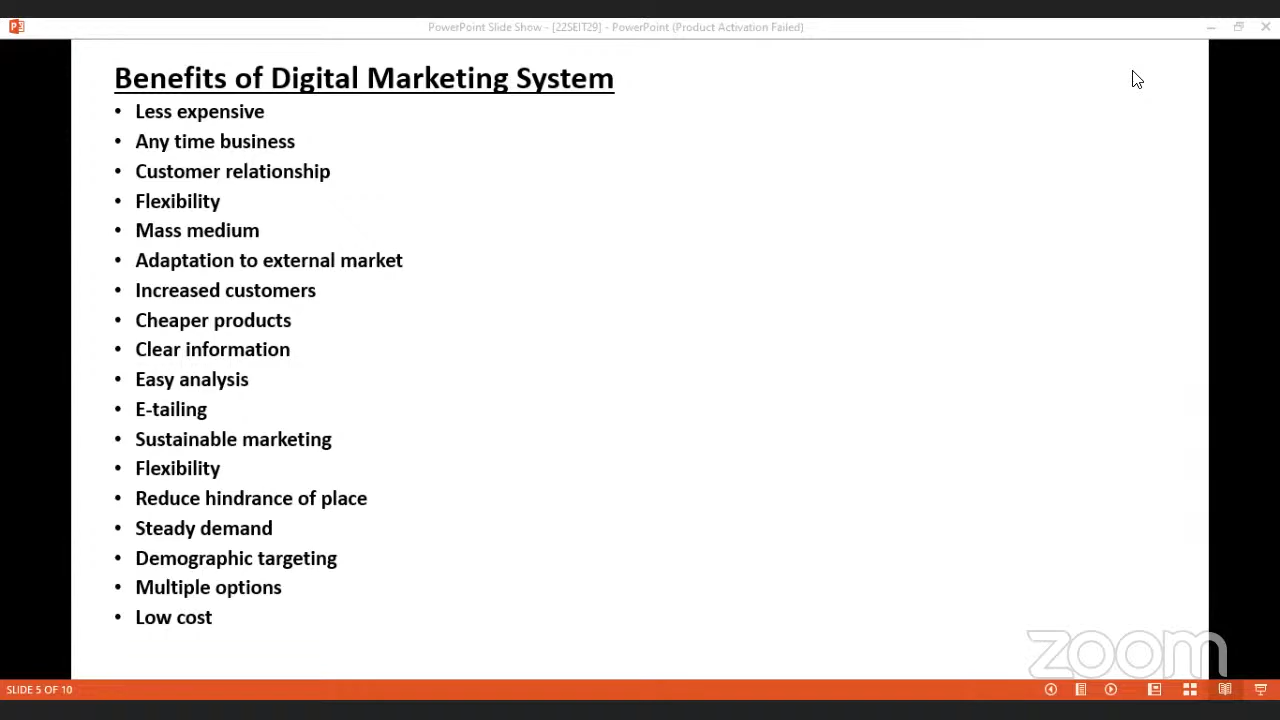 PowerPoint Slide Show - [22SEIT29] - PowerPoint (Product Activation Failed)
Benefits of Digital Marketing System
• Less expensive
• Any time business
• Customer relationship
• Flexibility
• Mass medium
• Adaptation to external market
• Increased customers
• Cheaper products
• Clear information
• Easy analysis
• E-tailing
• Sustainable marketing
• Flexibility
• Reduce hindrance of place
• Steady demand
• Demographic targeting
• Multiple options
• Low cost
zoom
SLIDE 5 OF 10